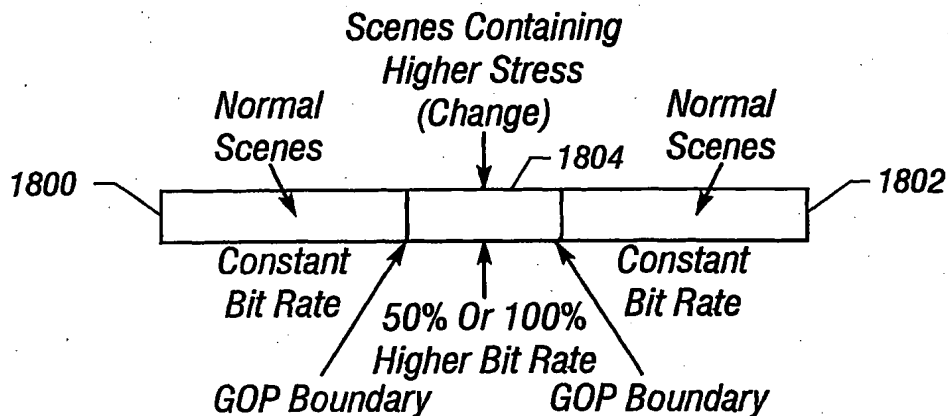 Scenes Containing
Higher Stress
(Change)
Normal
Scenes
Normal
Scenes
1804
1800
1802
Constant
Bit Rate
Constant
Bit Rate
50% Or 100%
Higher Bit Rate
GOP Boundary
GOP Boundary